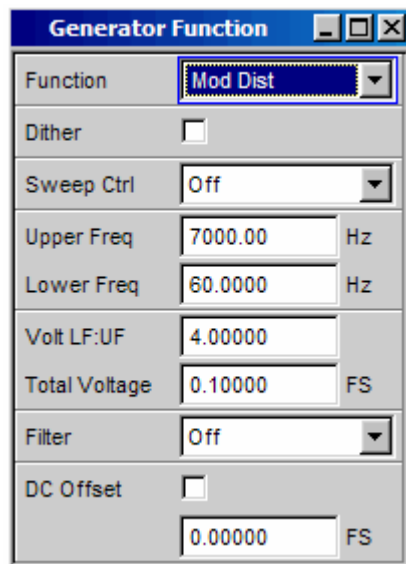 Generator Function
Function Mod Dist
Dither
Sweep Ctrl Off
Upper Freq 7000.00 Hz
Lower Freq 60.0000 Hz
Volt LF:UF 4.00000
Total Voltage 0.10000 FS
Filter Off
DC Offset
0.00000 FS